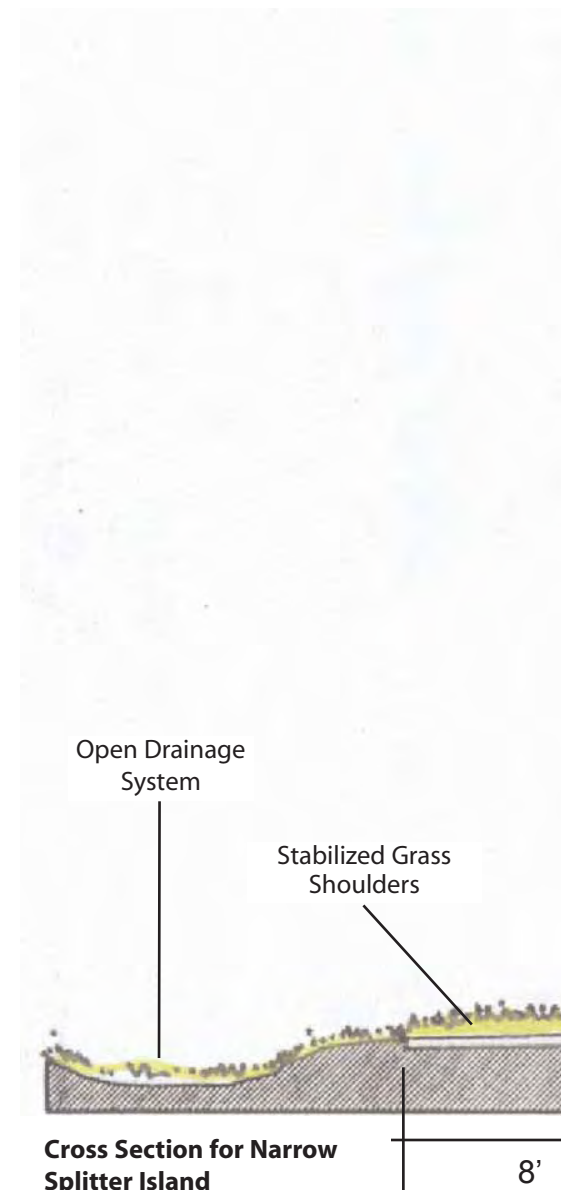 Open Drainage
System
Stabilized Grass
Shoulders
Cross Section for Narrow
Splitter Island
8’